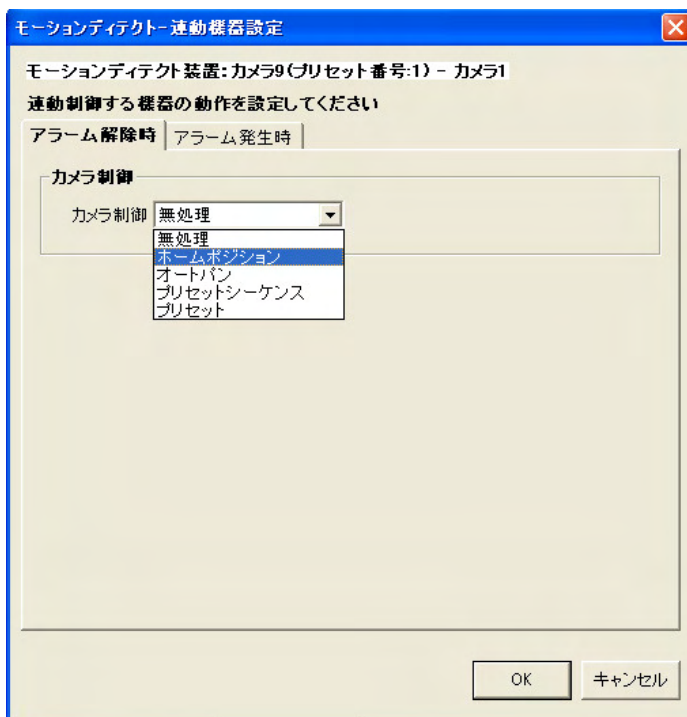 モーションディテクト-連動機器設定
モーションディテクト装置:カメラ9(プリセット番号:1) - カメラ1
連動制御する機器の動作を設定してください
アラーム解除時 アラーム発生時
カメラ制御
カメラ制御 無処理
無処理
ホームポジション
オートパン
プリセットシーケンス
プリセット
OK キャンセル